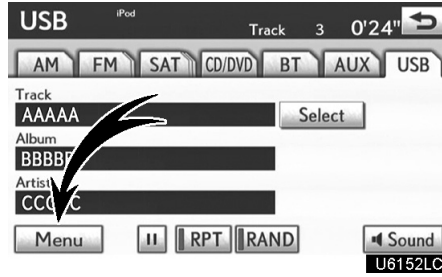 USB iPod Track 3 0'24"
AM FM SAT CD/DVD BT AUX USB
Track
AAAAA Select
Album
Artist
Menu II RPT RAND Sound
U6152LC